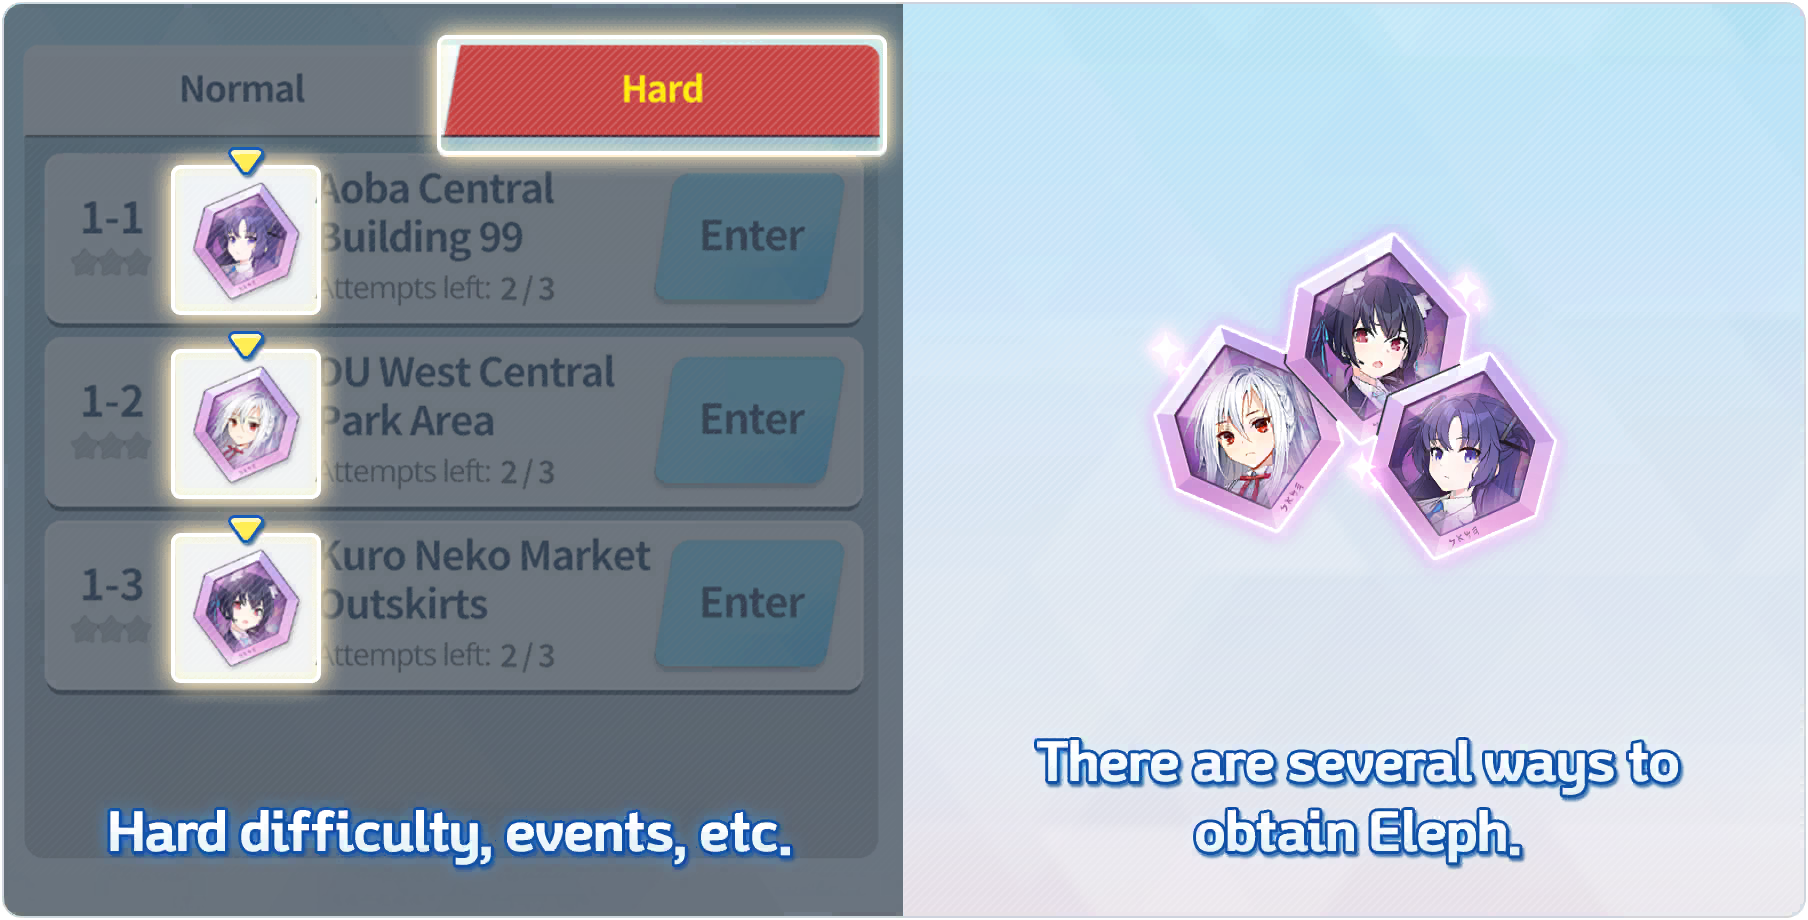 Normal
Hard
1-1
Aoba Central
Building 99
Attempts left: 2/3
Enter
1-2
DU West Central
Park Area
Attempts left: 2/3
Enter
1-3
Kuro Neko Market
Outskirts
Attempts left: 2/3
Enter
Hard difficulty, events, etc.
There are several ways to
obtain Eleph.